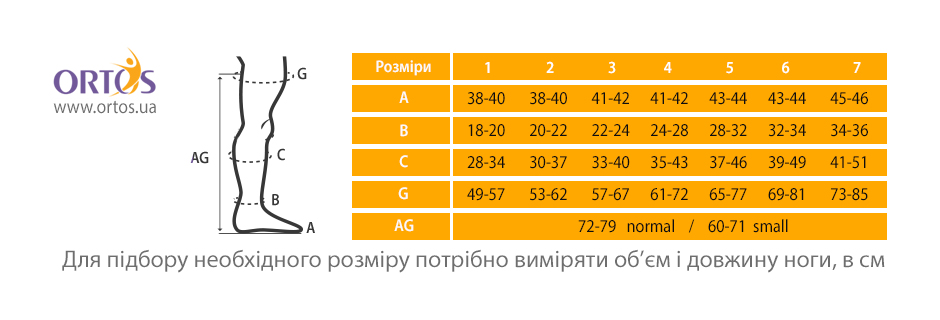 ORTOS
www.ortos.ua
G
AG
C
B
A
Розміри 1 2 3 4 5 6 7
A 38-40 38-40 41-42 41-42 43-44 43-44 45-46
B 18-20 20-22 22-24 24-28 28-32 32-34 34-36
C 28-34 30-37 33-40 35-43 37-46 39-49 41-51
G 49-57 53-62 57-67 61-72 65-77 69-81 73-85
AG 72-79 normal / 60-71 small
Для підбору необхідного розміру потрібно виміряти об’єм і довжину ноги, в см